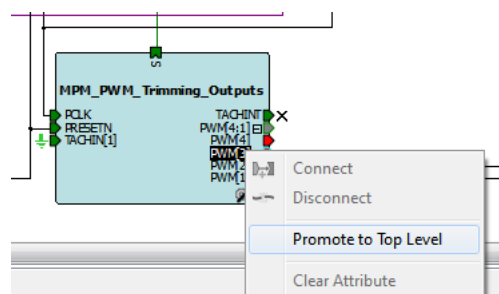 S
MPM_PWM_Trimming_Outputs
PCLK
PRESETN
TACHIN[1]
TACHINT
PWM[4:1]
PWM[4]
PWM[3]
PWM[2
PWM[1
Connect
Disconnect
Promote to Top Level
Clear Attribute